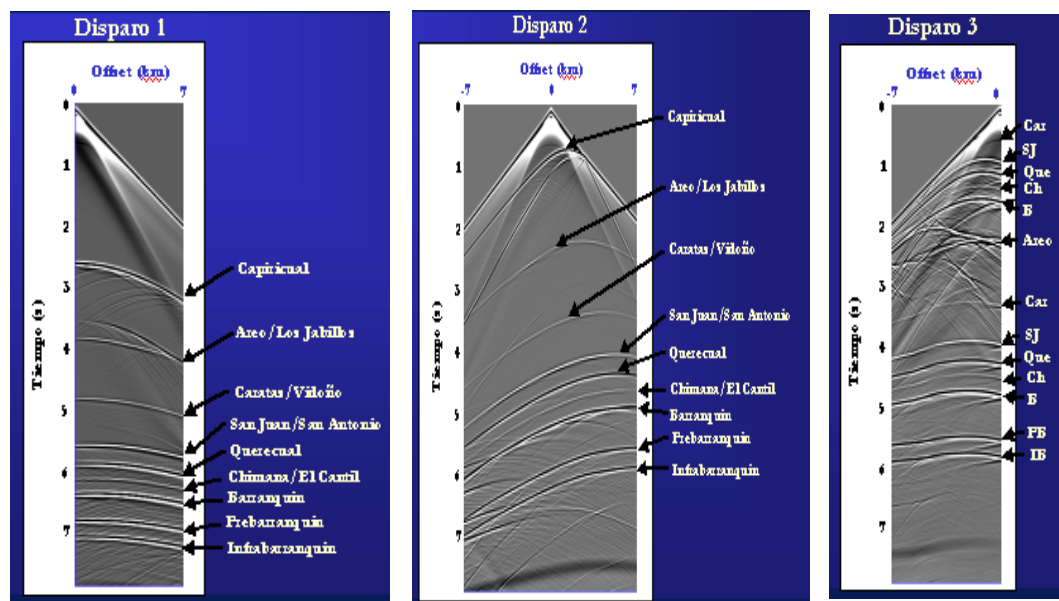 Disparo 1
Offset (km)
0 7
0
1
2
3
4
5
6
7
Tiempo (s)
Capiricual
Areo/Los Jabillos
Caratas/Vidoño
San Juan/San Antonio
Querecual
Chimana/El Cantil
Barranquin
Prebarranquin
Infrabarranquin
Disparo 2
Offset (km)
-7 0 7
0
1
2
3
4
5
6
7
Tiempo (s)
Capiricual
Areo/Los Jabillos
Caratas/Vidoño
San Juan/San Antonio
Querecual
Chimana/El Cantil
Barranquin
Prebarranquin
Infrabarranquin
Disparo 3
Offset (km)
-7 0
0
1
2
3
4
5
6
7
Tiempo (s)
Car
SJ
Que
Ch
B
Areo
Car
SJ
Que
Ch
B
PB
IB